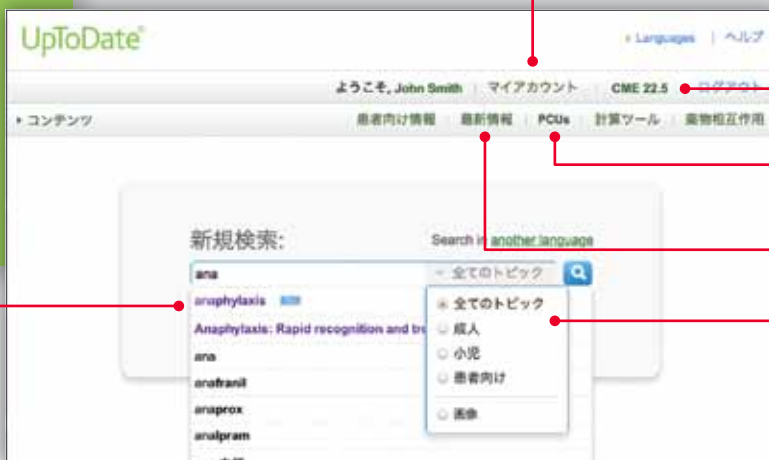 UpToDate®
Languages | ヘルプ
ようこそ, John Smith | マイアカウント | CME 22.5 ログアウト
コンテンツ 患者向け情報 最新情報 PCUs 計算ツール 薬物相互作用
新規検索: Search in another language
ana 全てのトピック
anaphylaxis 全てのトピック
Anaphylaxis: Rapid recognition and 成人
ana 小児
anafranil 患者向け
anaprox 画像
analpram